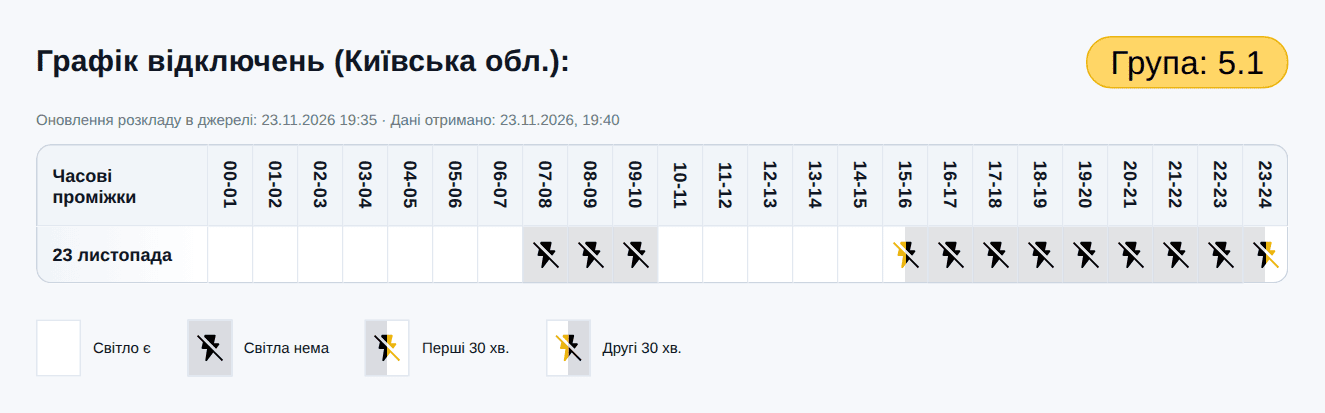 Графік відключень (Київська обл.):
Група: 5.1
Оновлення розкладу в джерелі: 23.11.2026 19:35 · Дані отримано: 23.11.2026, 19:40
Часові
проміжки
00-01
01-02
02-03
03-04
04-05
05-06
06-07
07-08
08-09
09-10
10-11
11-12
12-13
13-14
14-15
15-16
16-17
17-18
18-19
19-20
20-21
21-22
22-23
23-24
23 листопада
Світло є
Світла нема
Перші 30 хв.
Другі 30 хв.